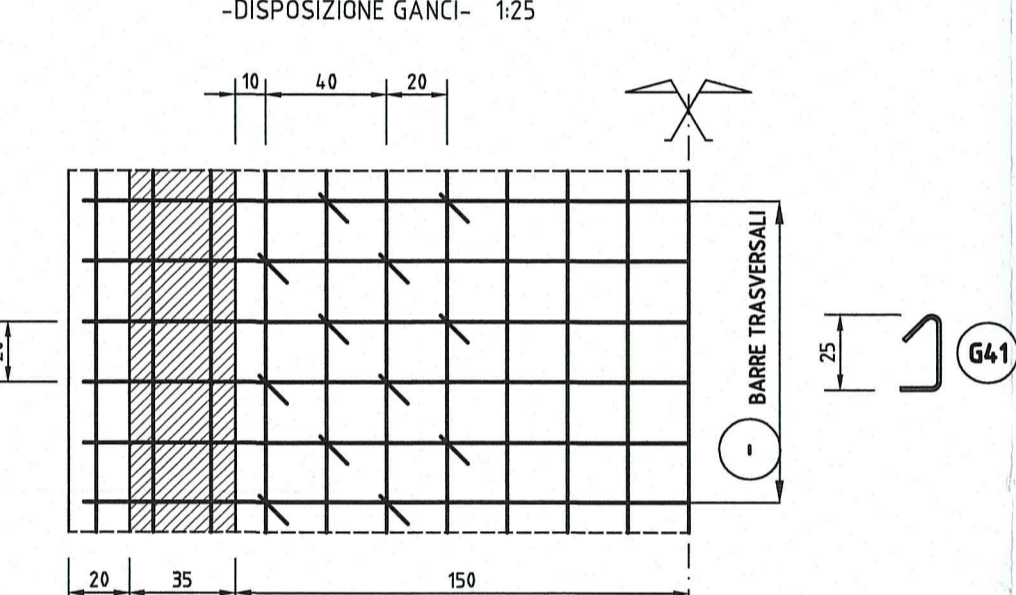 -DISPOSIZIONE GANCI- 1:25
10 40 20
BARRE TRASVERSALI
-
25
G41
20 35 150